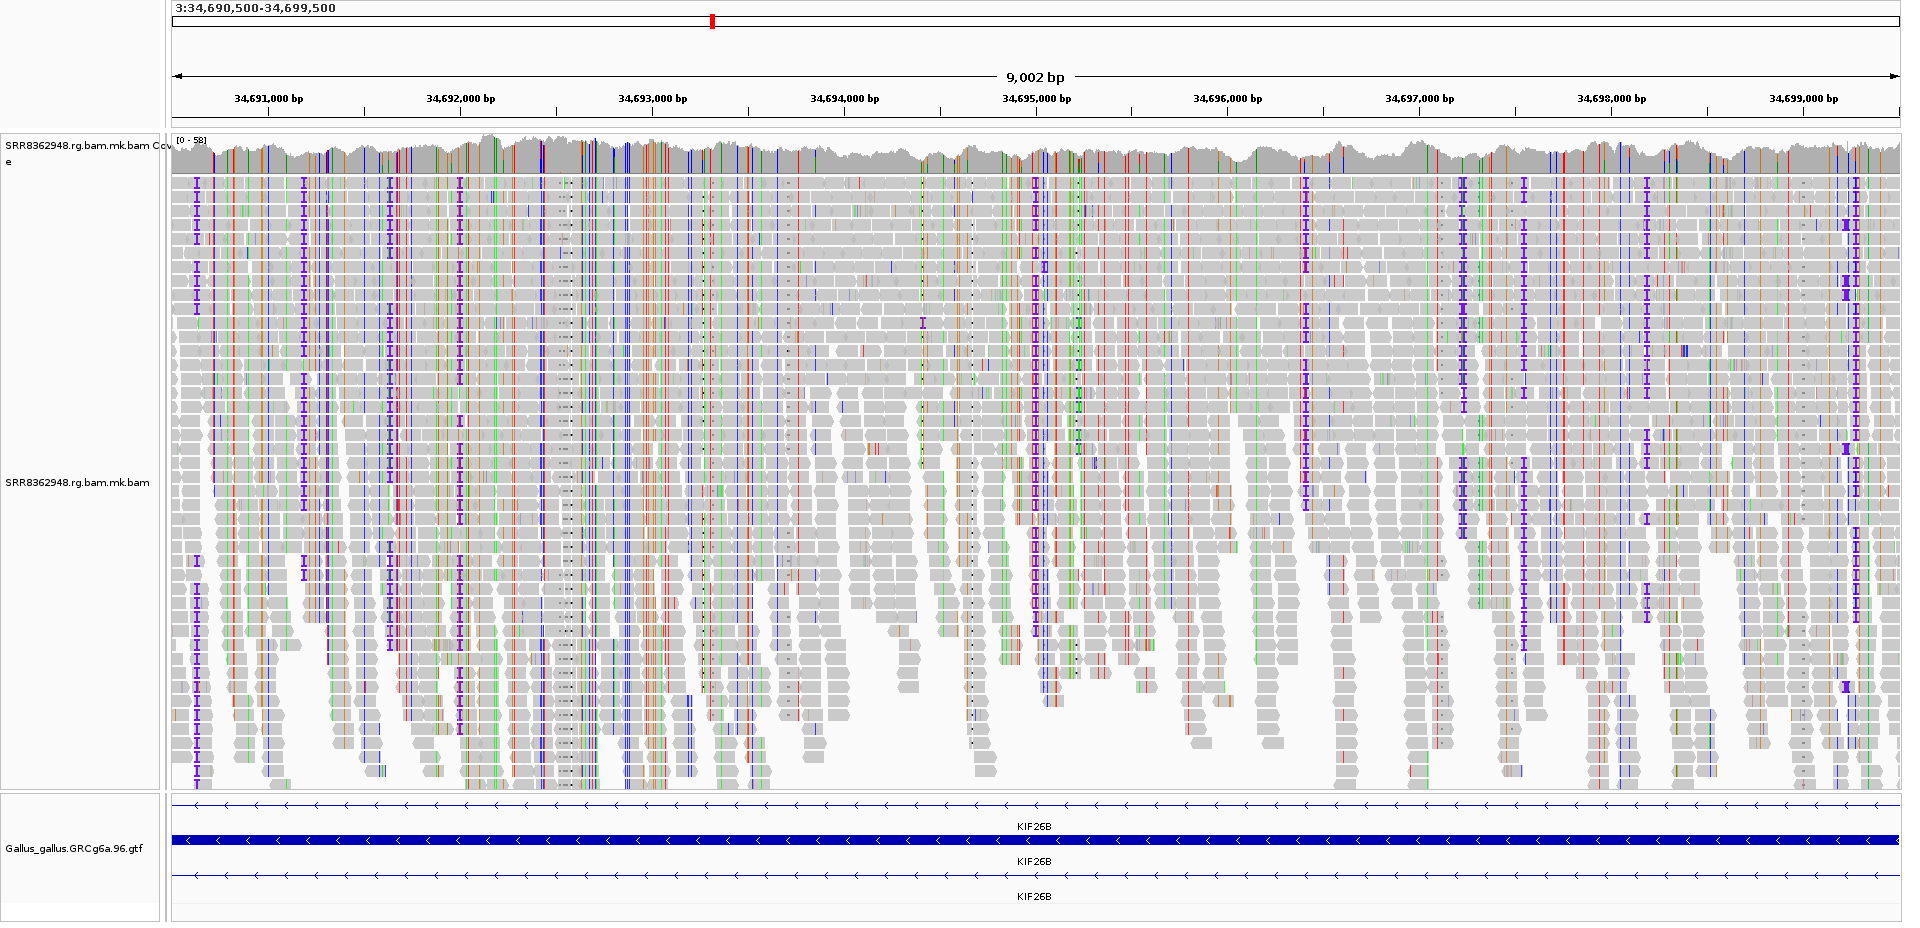 3:34,690,500-34,699,500
9,002 bp
34,691,000 bp 34,692,000 bp 34,693,000 bp 34,694,000 bp 34,695,000 bp 34,696,000 bp 34,697,000 bp 34,698,000 bp 34,699,000 bp
SRR8362948.rg.bam.mk.bam Cov
e
[0 - 58]
SRR8362948.rg.bam.mk.bam
KIF26B
Gallus_gallus.GRCg6a.96.gtf
KIF26B
KIF26B